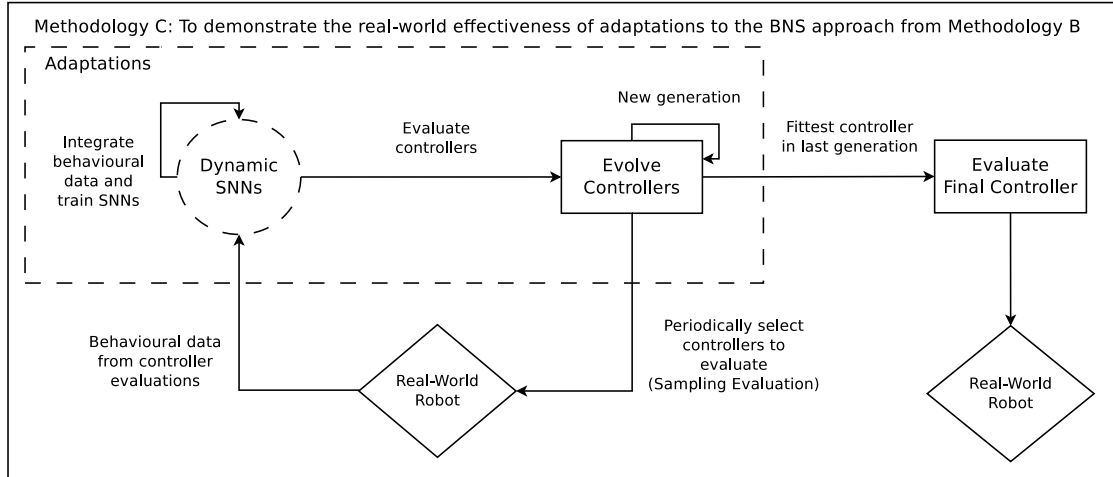 Methodology C: To demonstrate the real-world effectiveness of adaptations to the BNS approach from Methodology B
Adaptations
Integrate
behavioural
data and
train SNNs
Dynamic
SNNs
Evaluate
controllers
New generation
Evolve
Controllers
Fittest controller
in last generation
Evaluate
Final Controller
Behavioural data
from controller
evaluations
Real-World
Robot
Periodically select
controllers to
evaluate
(Sampling Evaluation)
Real-World
Robot